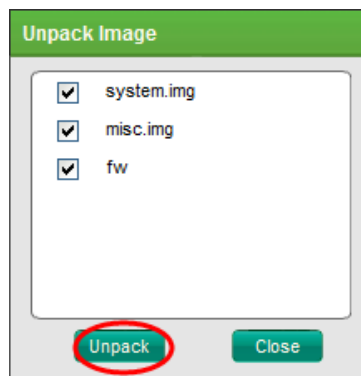 Unpack Image
system.img
misc.img
fw
Unpack
Close